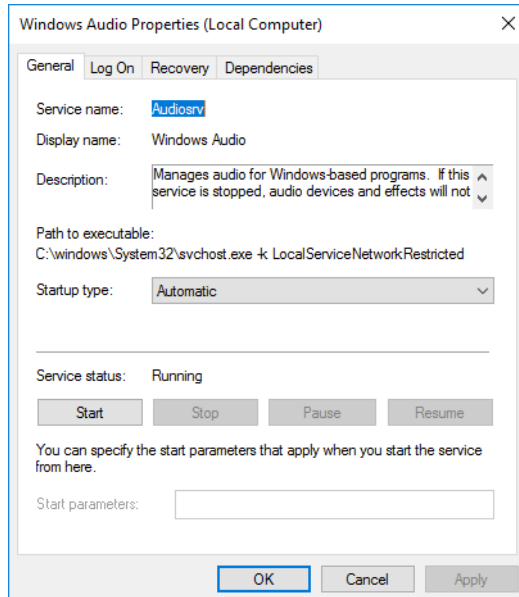 Windows Audio Properties (Local Computer)
General Log On Recovery Dependencies
Service name: Audiosrv
Display name: Windows Audio
Description: Manages audio for Windows-based programs. If this
service is stopped, audio devices and effects will not
Path to executable:
C:\windows\System32\svchost.exe -k LocalServiceNetworkRestricted
Startup type: Automatic
Service status: Running
Start Stop Pause Resume
You can specify the start parameters that apply when you start the service
from here.
Start parameters:
OK Cancel Apply